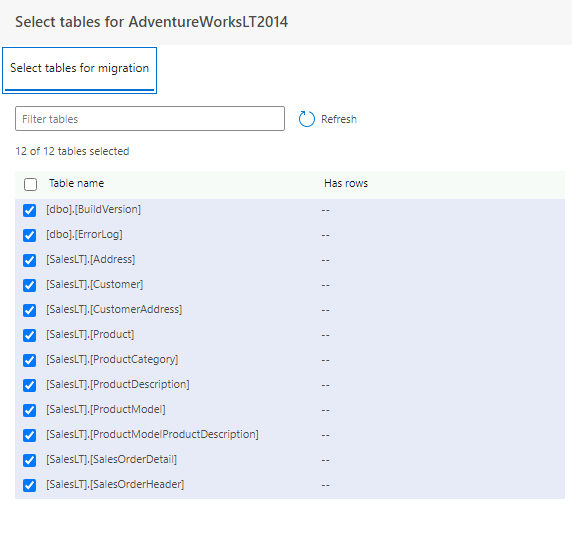 Select tables for AdventureWorksLT2014
Select tables for migration
Filter tables
Refresh
12 of 12 tables selected
Table name Has rows
[dbo].[BuildVersion] --
[dbo].[ErrorLog] --
[SalesLT].[Address] --
[SalesLT].[Customer] --
[SalesLT].[CustomerAddress] --
[SalesLT].[Product] --
[SalesLT].[ProductCategory] --
[SalesLT].[ProductDescription] --
[SalesLT].[ProductModel] --
[SalesLT].[ProductModelProductDescription] --
[SalesLT].[SalesOrderDetail] --
[SalesLT].[SalesOrderHeader] --